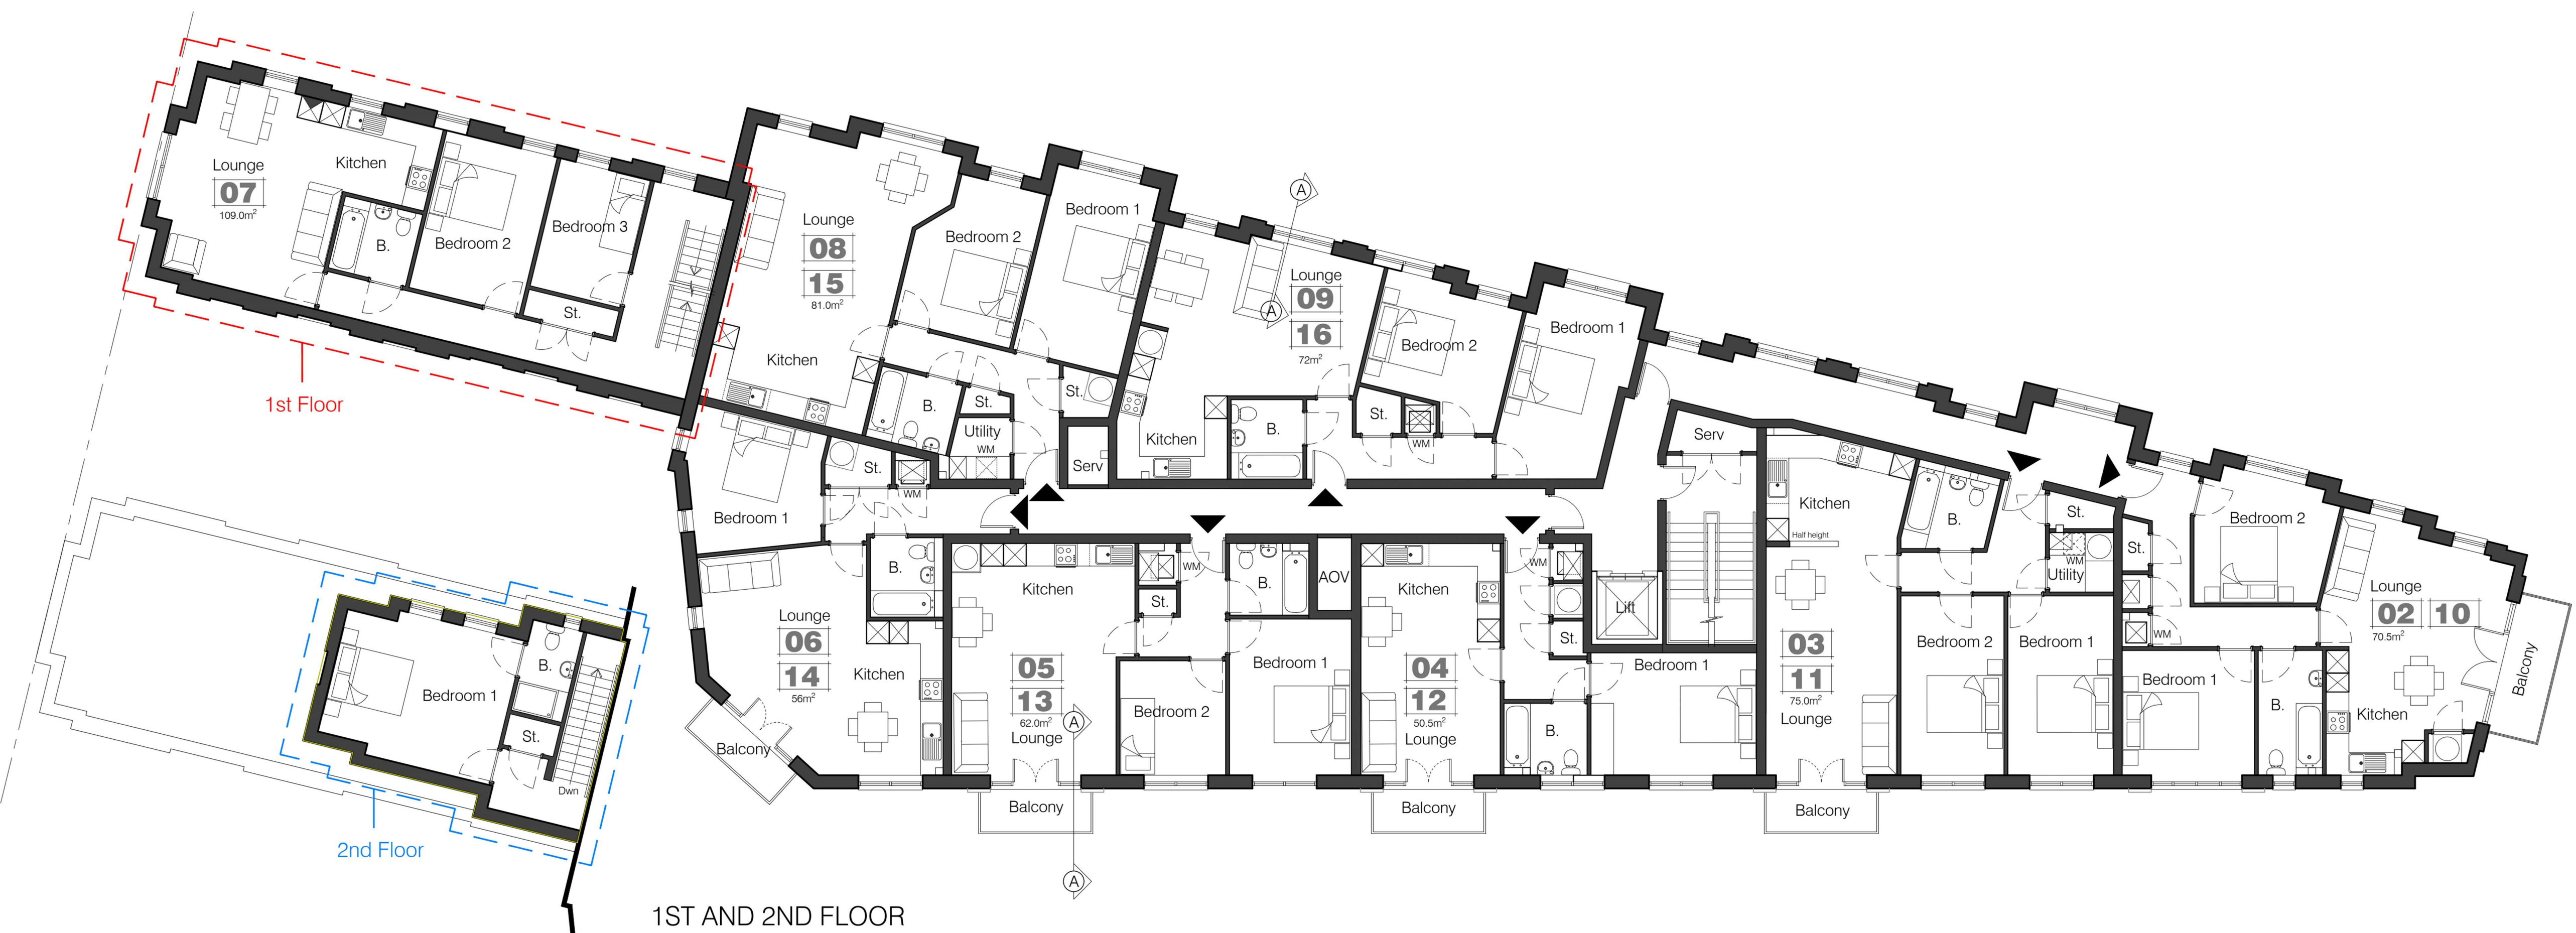 Lounge
07
109.0m²
Kitchen
B.
Bedroom 2
Bedroom 3
St.
1st Floor
Lounge
08
15
81.0m²
Kitchen
Bedroom 2
Bedroom 1
B.
St.
Utility
WM
St.
Serv
A
A
Lounge
09
16
72m²
Kitchen
B.
St.
WM
Bedroom 2
Bedroom 1
Serv
Bedroom 1
St.
WM
B.
Lounge
06
14
56m²
Kitchen
Balcony
Kitchen
WM
St.
B.
AOV
05
13
62.0m²
Lounge
Bedroom 2
Bedroom 1
Balcony
A
A
Kitchen
WM
St.
Lift
04
12
50.5m²
Lounge
B.
Bedroom 1
Balcony
Kitchen
Half height
B.
St.
WM
Utility
03
11
75.0m²
Lounge
Bedroom 2
Bedroom 1
Balcony
St.
WM
Bedroom 2
Lounge
02 10
70.5m²
Bedroom 1
B.
Kitchen
Balcony
Bedroom 1
B.
St.
Dwn
2nd Floor
1ST AND 2ND FLOOR